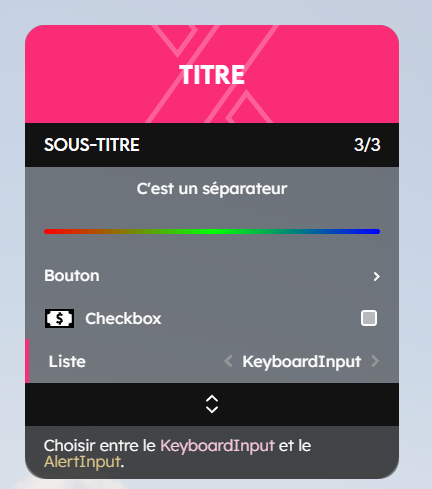 TITRE
SOUS-TITRE 3/3
C'est un séparateur
Bouton
$ Checkbox
Liste KeyboardInput
Choisir entre le KeyboardInput et le
AlertInput.